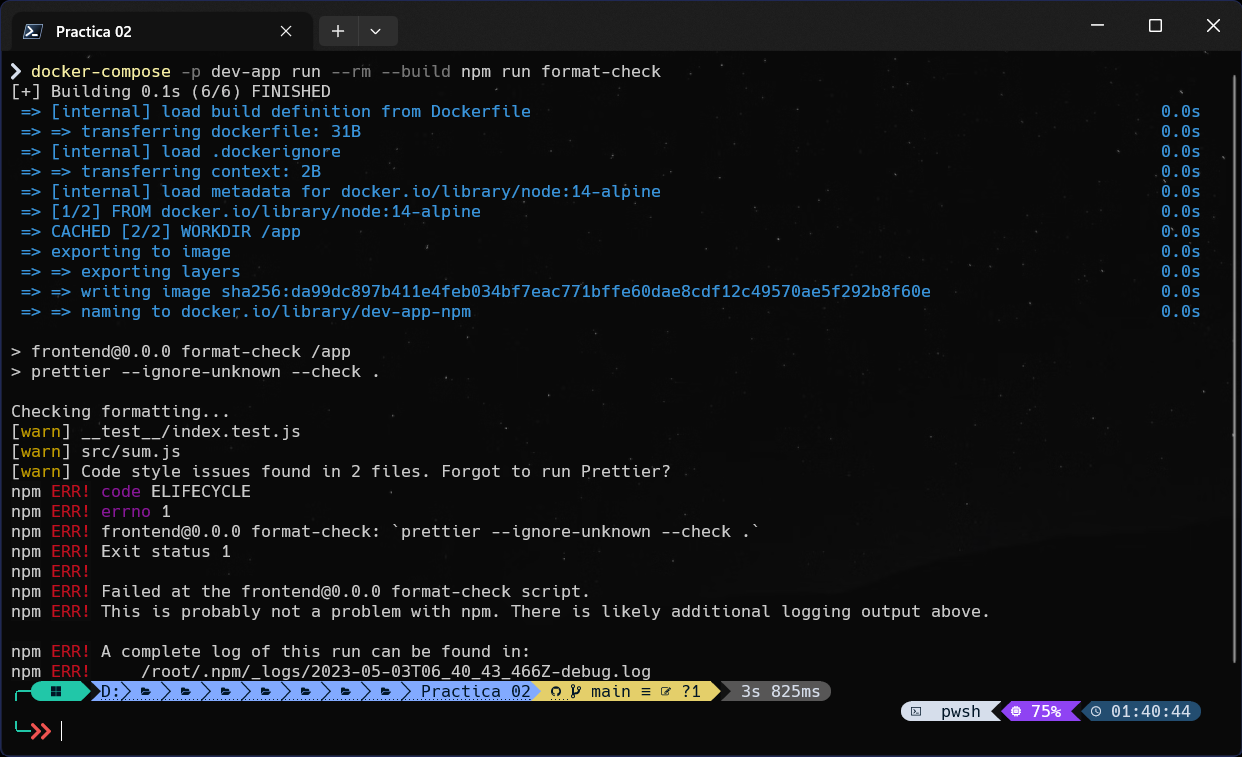 Practica 02
docker-compose -p dev-app run --rm --build npm run format-check
[+] Building 0.1s (6/6) FINISHED
=> [internal] load build definition from Dockerfile 0.0s
=> => transferring dockerfile: 31B 0.0s
=> [internal] load .dockerignore 0.0s
=> => transferring context: 2B 0.0s
=> [internal] load metadata for docker.io/library/node:14-alpine 0.0s
=> [1/2] FROM docker.io/library/node:14-alpine 0.0s
=> CACHED [2/2] WORKDIR /app 0.0s
=> exporting to image 0.0s
=> => exporting layers 0.0s
=> => writing image sha256:da99dc897b411e4feb034bf7eac771bffe60dae8cdf12c49570ae5f292b8f60e 0.0s
=> => naming to docker.io/library/dev-app-npm 0.0s
> frontend@0.0.0 format-check /app
> prettier --ignore-unknown --check .
Checking formatting...
[warn] __test__/index.test.js
[warn] src/sum.js
[warn] Code style issues found in 2 files. Forgot to run Prettier?
npm ERR! code ELIFECYCLE
npm ERR! errno 1
npm ERR! frontend@0.0.0 format-check: `prettier --ignore-unknown --check .`
npm ERR! Exit status 1
npm ERR!
npm ERR! Failed at the frontend@0.0.0 format-check script.
npm ERR! This is probably not a problem with npm. There is likely additional logging output above.
npm ERR! A complete log of this run can be found in:
npm ERR!     /root/.npm/_logs/2023-05-03T06_40_43_466Z-debug.log
D: Practica 02 main ≡ ?1 3s 825ms
pwsh 75% 01:40:44